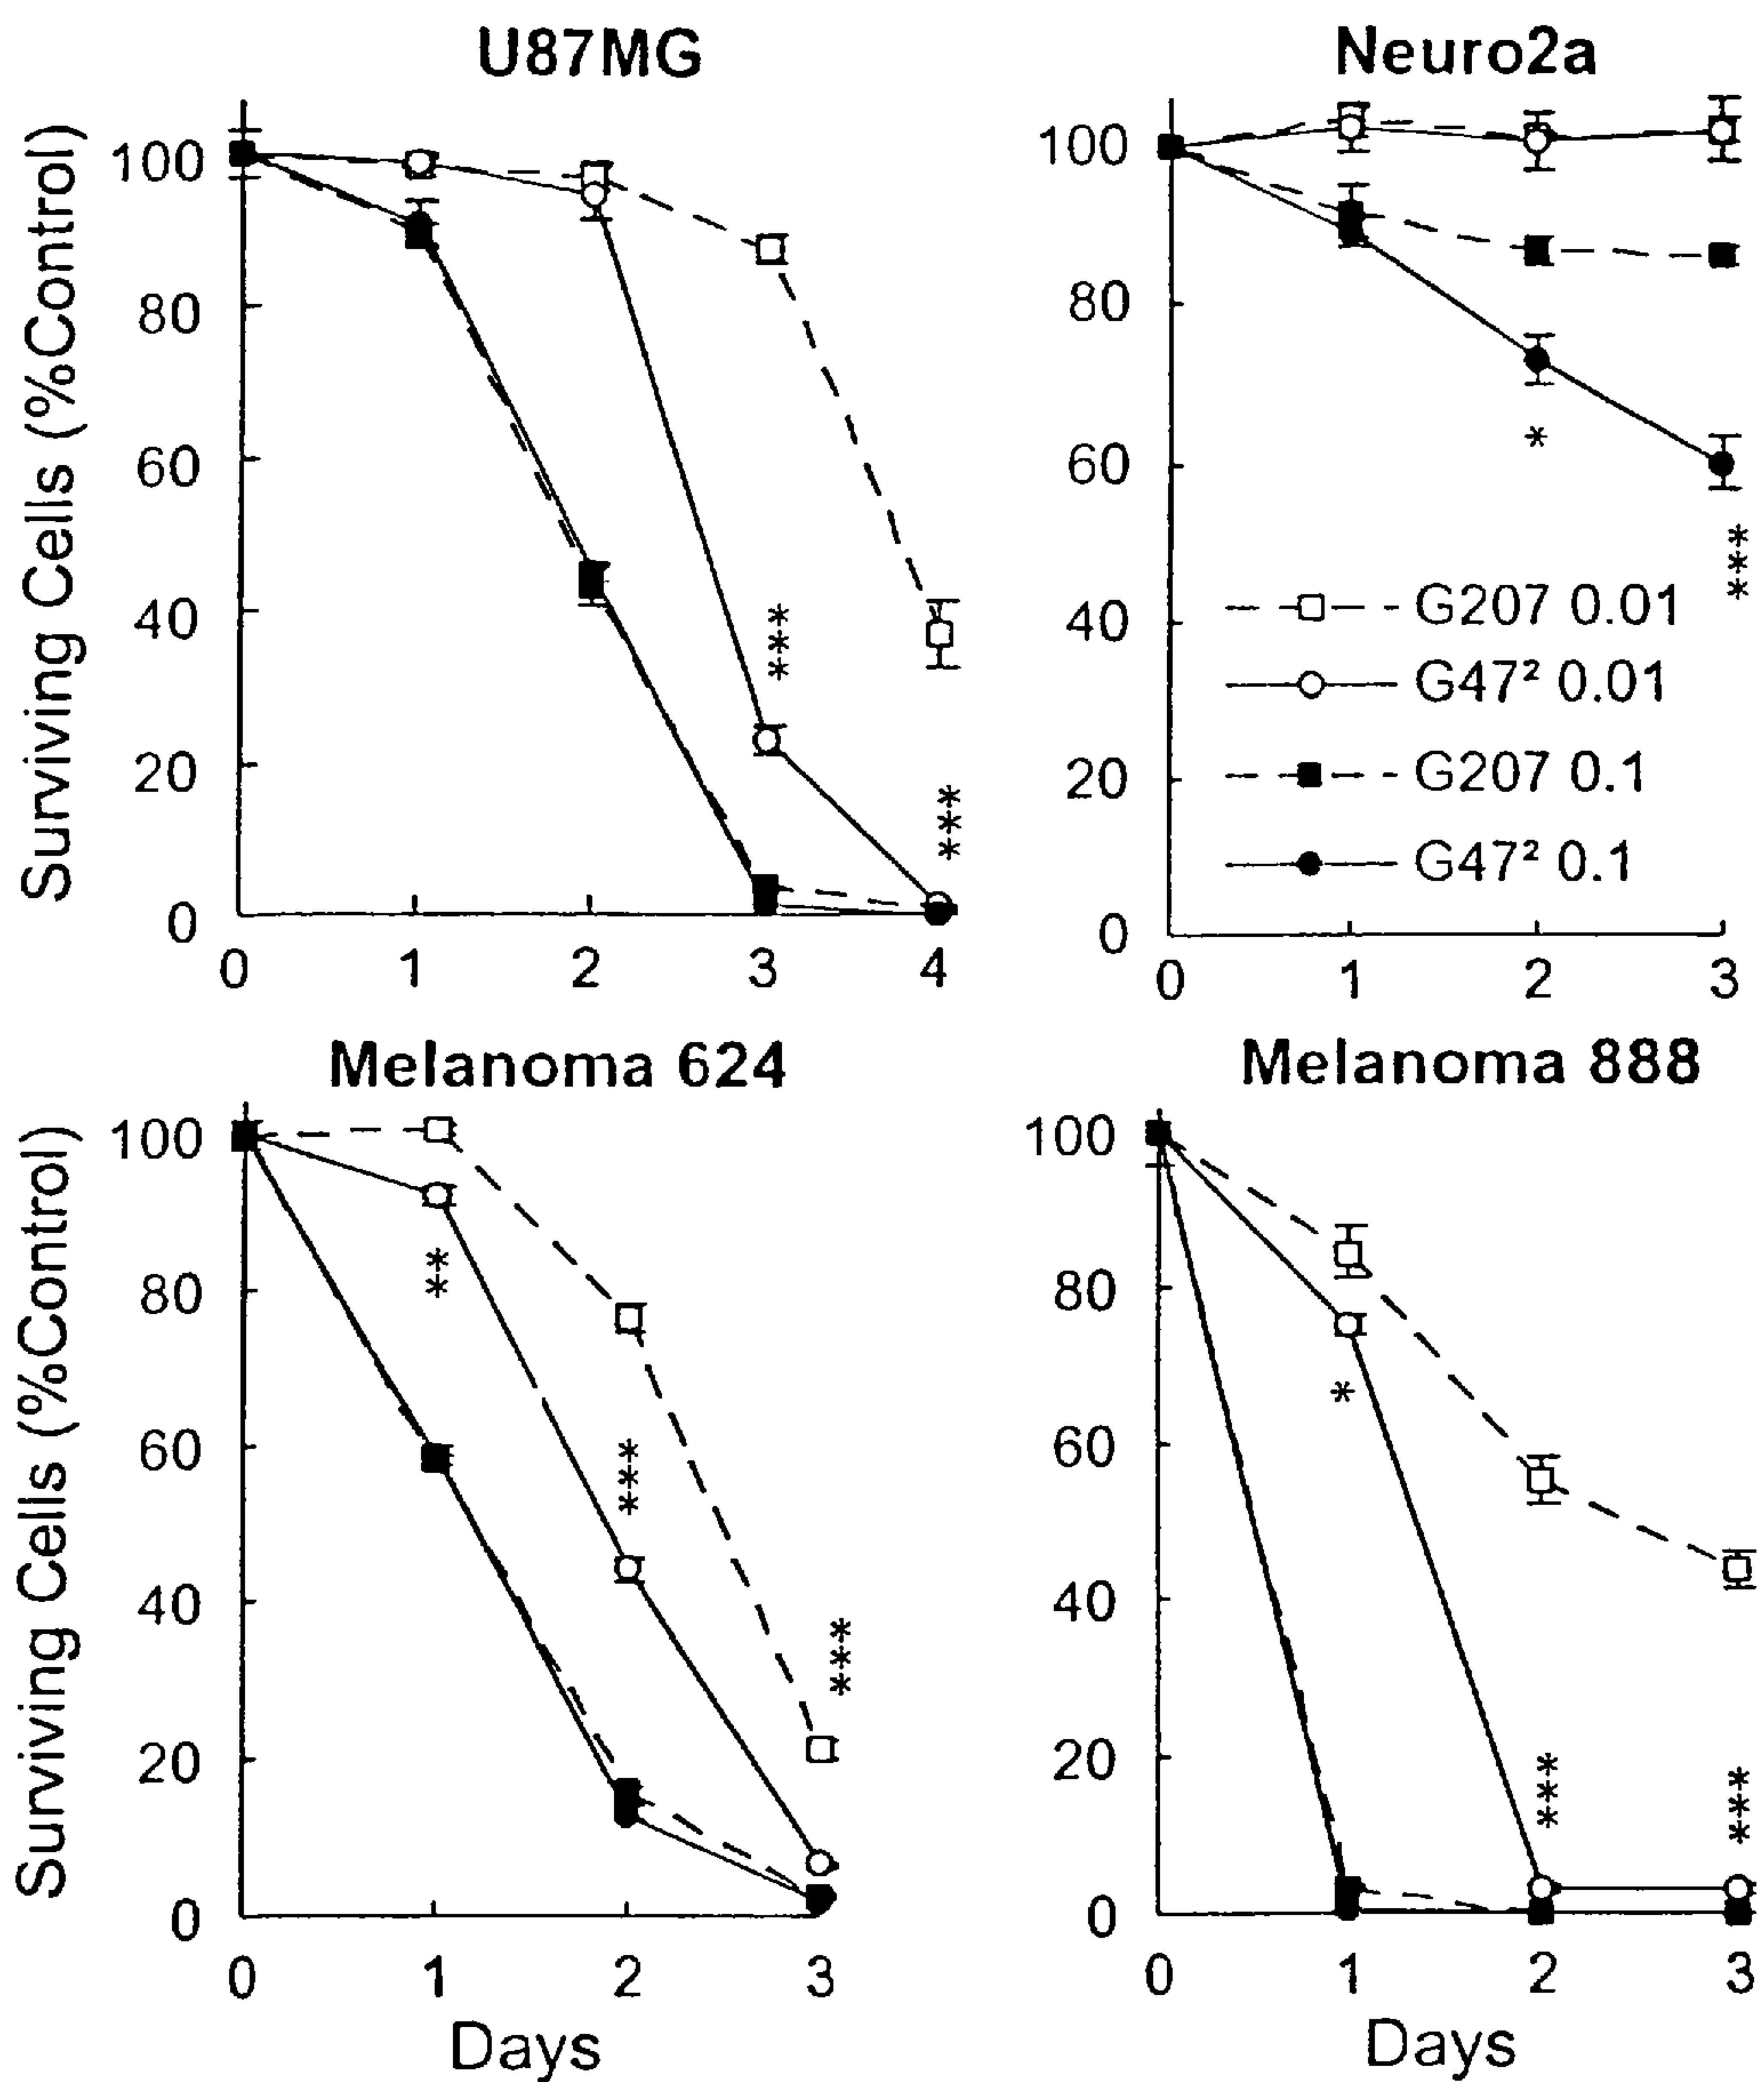 U87MG
Surviving Cells (%Control)
100
80
60
40
20
0
0 1 2 3 4
***
***
Neuro2a
100
80
60
40
20
0
0 1 2 3
*
***
G207 0.01
G47² 0.01
G207 0.1
G47² 0.1
Melanoma 624
Surviving Cells (%Control)
100
80
60
40
20
0
0 1 2 3
Days
**
***
***
Melanoma 888
100
80
60
40
20
0
0 1 2 3
Days
*
***
***